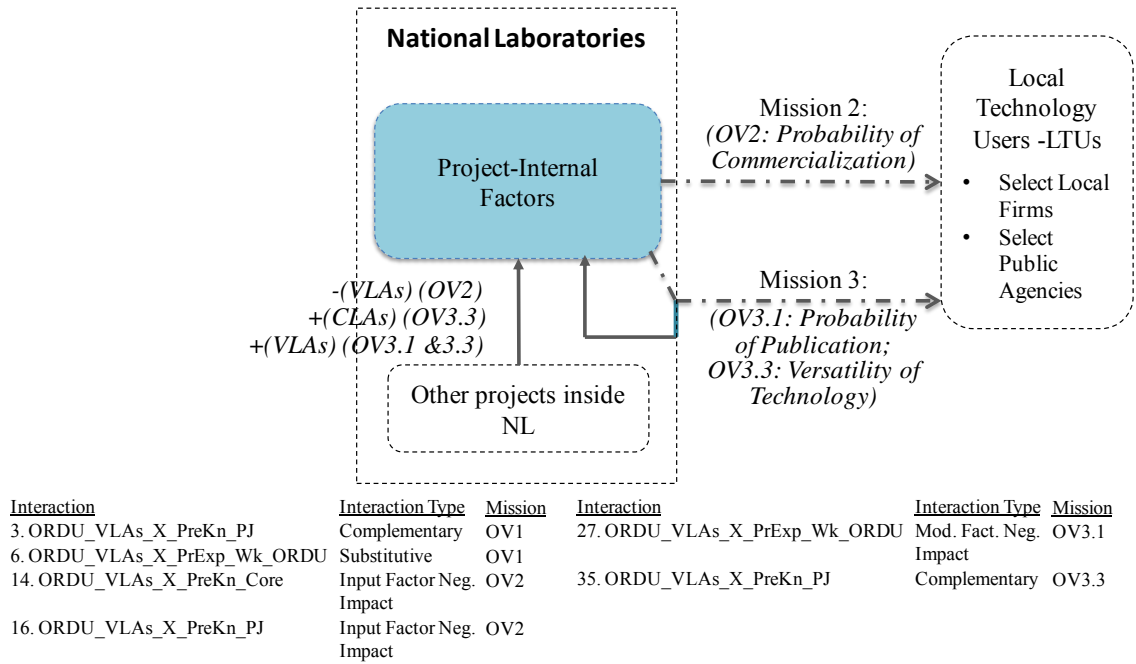 National Laboratories
Project-Internal
Factors
Mission 2:
(OV2: Probability of
Commercialization)
Local
Technology
Users -LTUs
• Select Local
Firms
• Select
Public
Agencies
-(VLAs) (OV2)
+(CLAs) (OV3.3)
+(VLAs) (OV3.1 &3.3)
Mission 3:
(OV3.1: Probability
of Publication;
OV3.3: Versatility of
Technology)
Other projects inside
NL
Interaction Interaction Type Mission
3. ORDU_VLAs_X_PreKn_PJ Complementary OV1
6. ORDU_VLAs_X_PrExp_Wk_ORDU Substitutive OV1
14. ORDU_VLAs_X_PreKn_Core Input Factor Neg. OV2
Impact
16. ORDU_VLAs_X_PreKn_PJ Input Factor Neg. OV2
Impact
Interaction Interaction Type Mission
27. ORDU_VLAs_X_PrExp_Wk_ORDU Mod. Fact. Neg. OV3.1
Impact
35. ORDU_VLAs_X_PreKn_PJ Complementary OV3.3